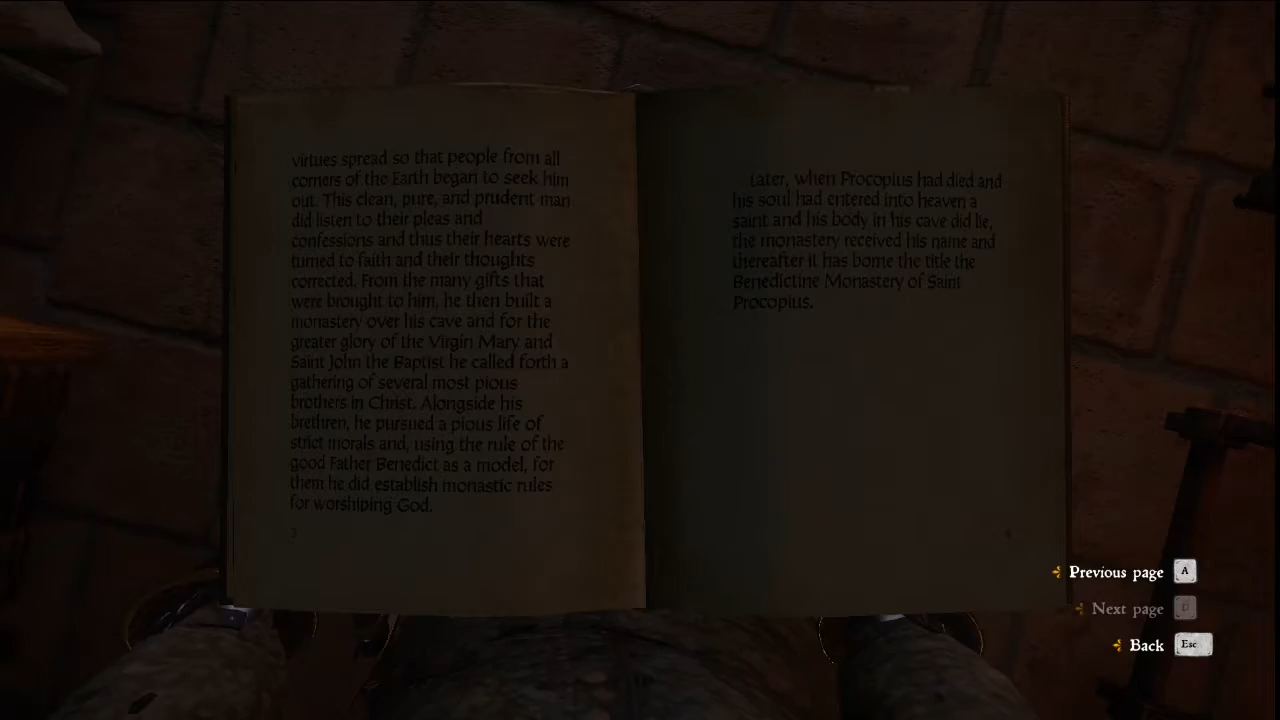 virtues spread so that people from all
corners of the Earth began to seek him
out. This clean, pure, and prudent man
did listen to their pleas and
confessions and thus their hearts were
turned to faith and their thoughts
corrected. From the many gifts that
were brought to him, he then built a
monastery over his cave and for the
greater glory of the Virgin Mary and
Saint John the Baptist he called forth a
gathering of several most pious
brothers in Christ. Alongside his
brethren, he pursued a pious life of
strict morals and, using the rule of the
good Father Benedict as a model, for
them he did establish monastic rules
for worshiping God.
3
Later, when Procopius had died and
his soul had entered into heaven a
saint and his body in his cave did lie,
the monastery received his name and
thereafter it has borne the title the
Benedictine Monastery of Saint
Procopius.
4
Previous page A
Next page D
Back Esc